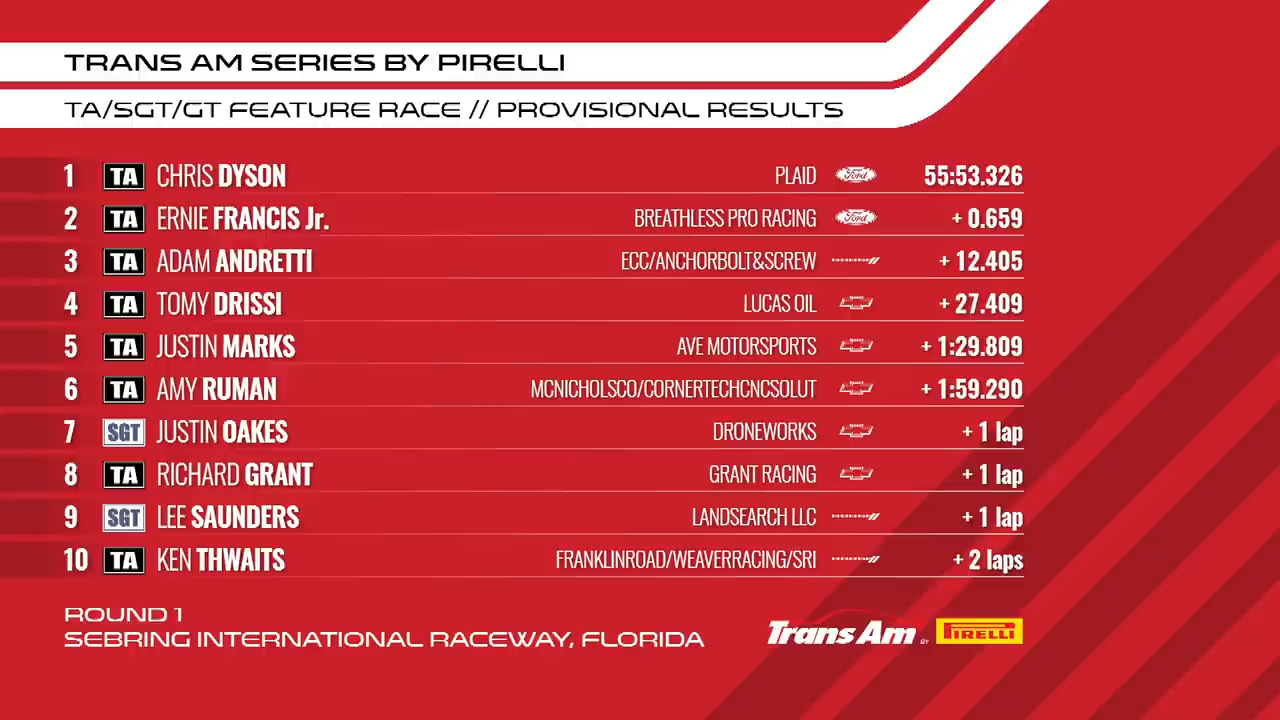 TRANS AM SERIES BY PIRELLI
TA/SGT/GT FEATURE RACE // PROVISIONAL RESULTS
1 TA CHRIS DYSON PLAID Ford 55:53.326
2 TA ERNIE FRANCIS Jr. BREATHLESS PRO RACING Ford + 0.659
3 TA ADAM ANDRETTI ECC/ANCHORBOLT&SCREW + 12.405
4 TA TOMY DRISSI LUCAS OIL + 27.409
5 TA JUSTIN MARKS AVE MOTORSPORTS + 1:29.809
6 TA AMY RUMAN MCNICHOLSCO/CORNERTECHCNCSOLUT + 1:59.290
7 SGT JUSTIN OAKES DRONEWORKS + 1 lap
8 TA RICHARD GRANT GRANT RACING + 1 lap
9 SGT LEE SAUNDERS LANDSEARCH LLC + 1 lap
10 TA KEN THWAITS FRANKLINROAD/WEAVERRACING/SRI + 2 laps
ROUND 1
SEBRING INTERNATIONAL RACEWAY, FLORIDA
Trans Am BY PIRELLI